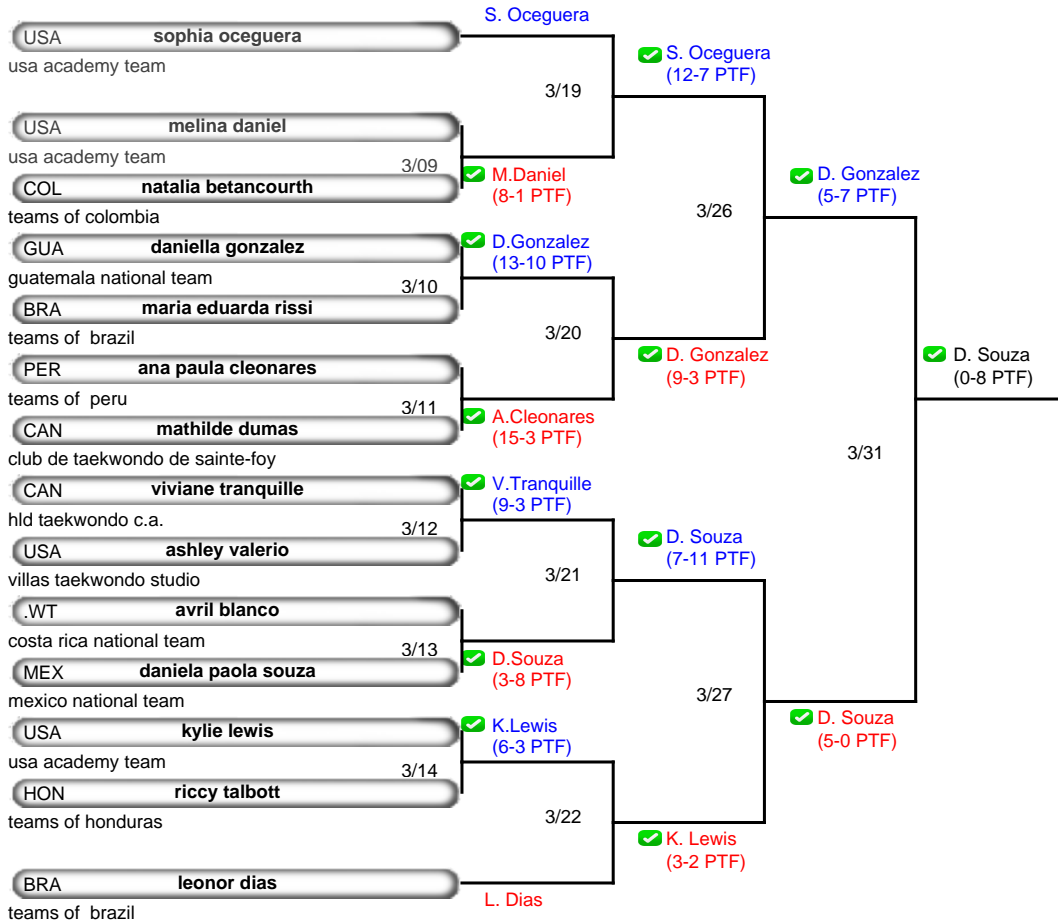 S. Oceguera
USA sophia oceguera
usa academy team
S. Oceguera
(12-7 PTF)
3/19
USA melina daniel
usa academy team
3/09
M.Daniel
(8-1 PTF)
COL natalia betancourth
teams of colombia
D. Gonzalez
(5-7 PTF)
3/26
GUA daniella gonzalez
guatemala national team
D.Gonzalez
(13-10 PTF)
3/10
BRA maria eduarda rissi
teams of  brazil
3/20
D. Gonzalez
(9-3 PTF)
D. Souza
(0-8 PTF)
PER ana paula cleonares
teams of  peru
3/11
A.Cleonares
(15-3 PTF)
CAN mathilde dumas
club de taekwondo de sainte-foy
3/31
CAN viviane tranquille
hld taekwondo c.a.
V.Tranquille
(9-3 PTF)
3/12
USA ashley valerio
villas taekwondo studio
D. Souza
(7-11 PTF)
3/21
.WT avril blanco
costa rica national team
3/13
D.Souza
(3-8 PTF)
MEX daniela paola souza
mexico national team
3/27
D. Souza
(5-0 PTF)
USA kylie lewis
usa academy team
K.Lewis
(6-3 PTF)
3/14
HON riccy talbott
teams of honduras
3/22
K. Lewis
(3-2 PTF)
BRA leonor dias
teams of  brazil
L. Dias